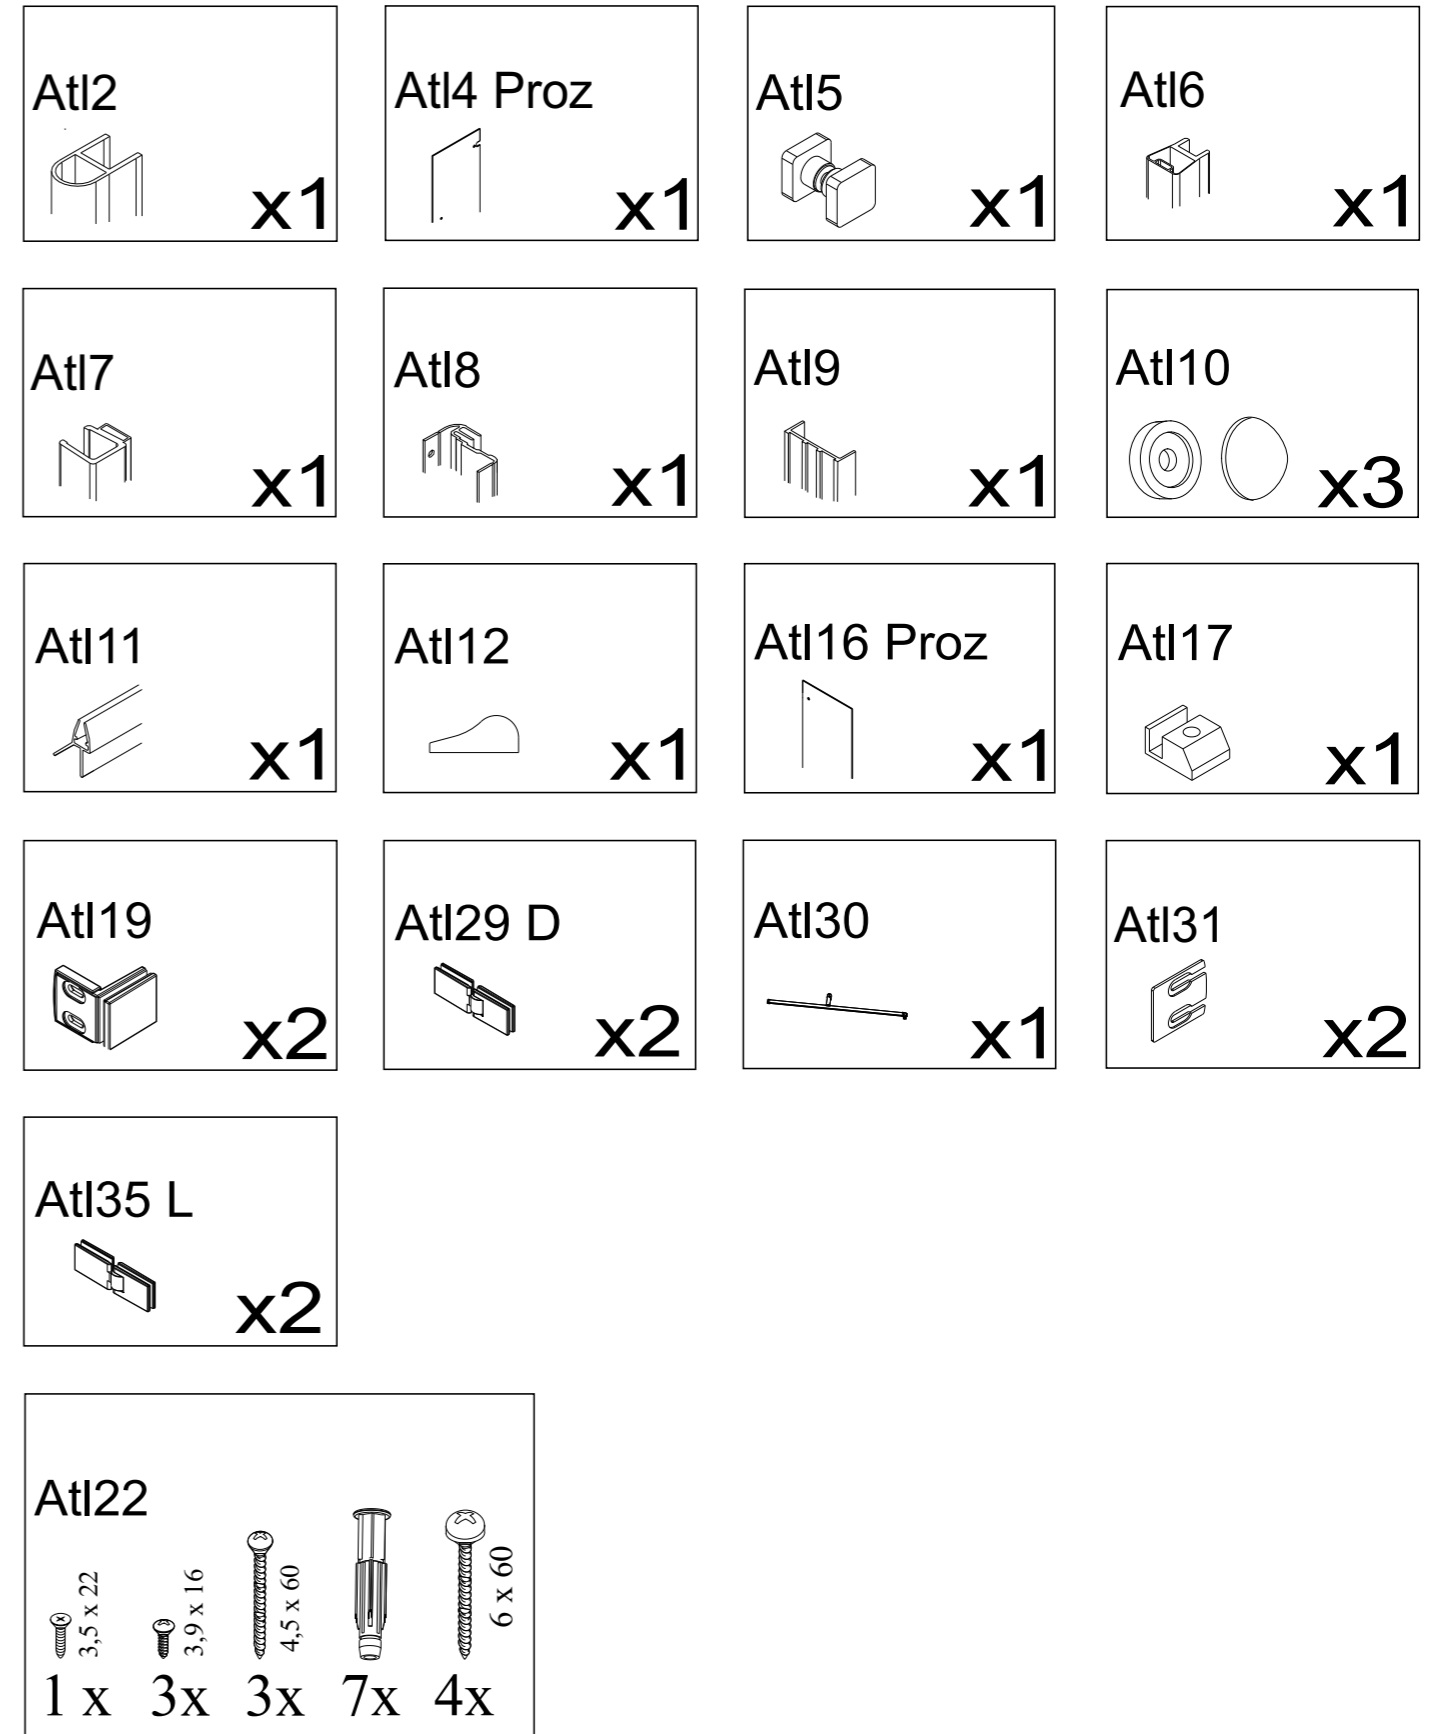 Atl2
x1
Atl4 Proz
x1
Atl5
x1
Atl6
x1
Atl7
x1
Atl8
x1
Atl9
x1
Atl10
x3
Atl11
x1
Atl12
x1
Atl16 Proz
x1
Atl17
x1
Atl19
x2
Atl29 D
x2
Atl30
x1
Atl31
x2
Atl35 L
x2
Atl22
3,5 x 22
3,9 x 16
4,5 x 60
6 x 60
1 x 3x 3x 7x 4x